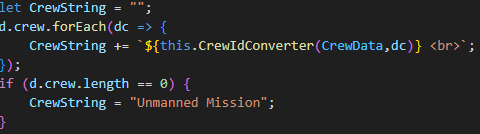 let CrewString = "";
d.crew.forEach(dc => {
CrewString += `${this.CrewIdConverter(CrewData,dc)} <br>`;
});
if (d.crew.length == 0) {
CrewString = "Unmanned Mission";
}